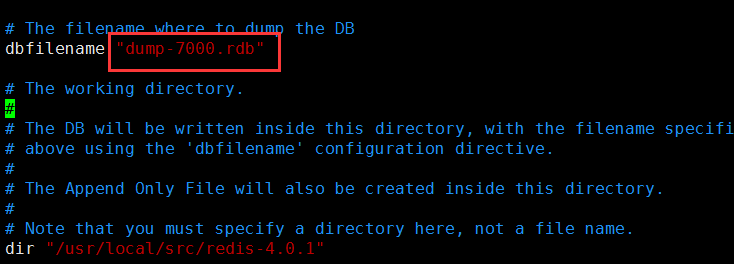 # The filename where to dump the DB
dbfilename "dump-7000.rdb"
# The working directory.
#
# The DB will be written inside this directory, with the filename specifi
# above using the 'dbfilename' configuration directive.
#
# The Append Only File will also be created inside this directory.
#
# Note that you must specify a directory here, not a file name.
dir "/usr/local/src/redis-4.0.1"